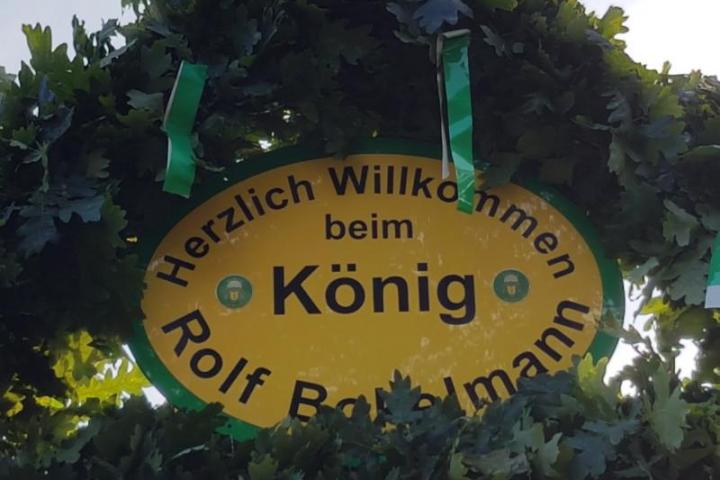 Herzlich Willkommen
beim
König
Rolf